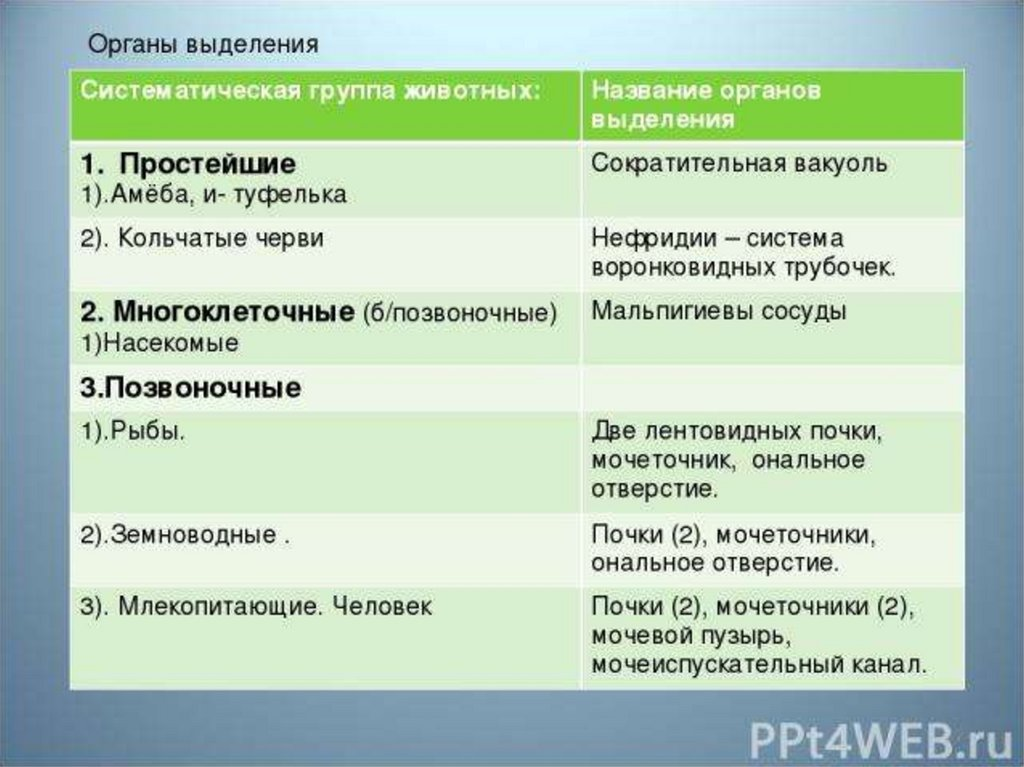 Органы выделения
Систематическая группа животных:
Название органов
выделения
1. Простейшие
1).Амёба, и- туфелька
Сократительная вакуоль
2). Кольчатые черви
Нефридии – система
воронковидных трубочек.
2. Многоклеточные (б/позвоночные)
1)Насекомые
Мальпигиевы сосуды
3.Позвоночные
1).Рыбы.
Две лентовидных почки,
мочеточник, ональное
отверстие.
2).Земноводные .
Почки (2), мочеточники,
ональное отверстие.
3). Млекопитающие. Человек
Почки (2), мочеточники (2),
мочевой пузырь,
мочеиспускательный канал.
PPt4WEB.ru